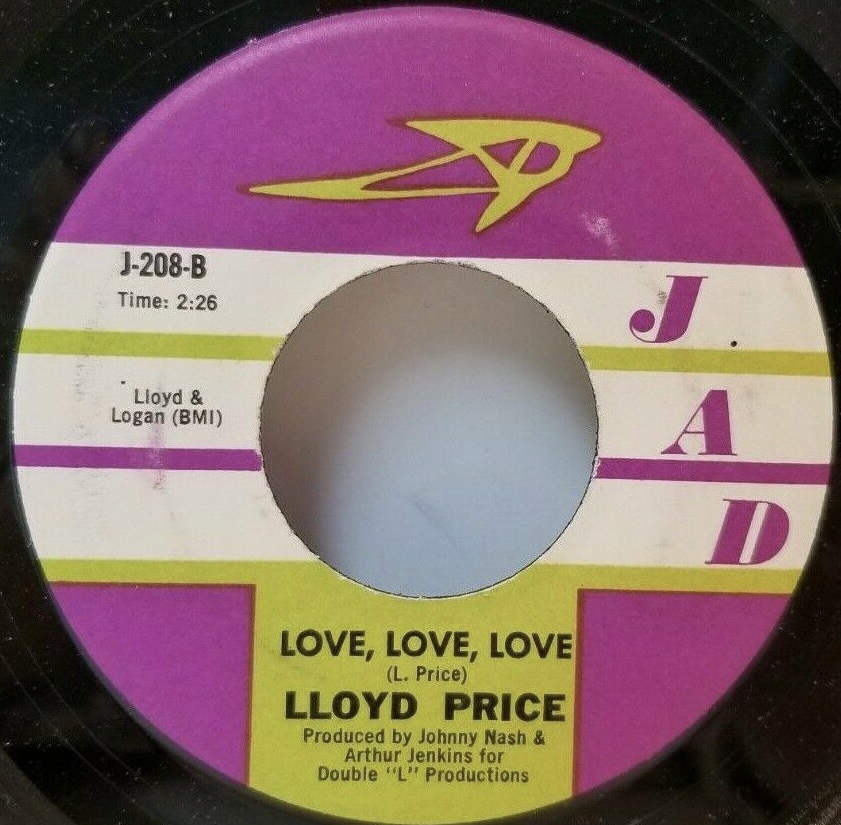 J-208-B
Time: 2:26
Lloyd &
Logan (BMI)
J
A
D
LOVE, LOVE, LOVE
(L. Price)
LLOYD PRICE
Produced by Johnny Nash &
Arthur Jenkins for
Double "L" Productions